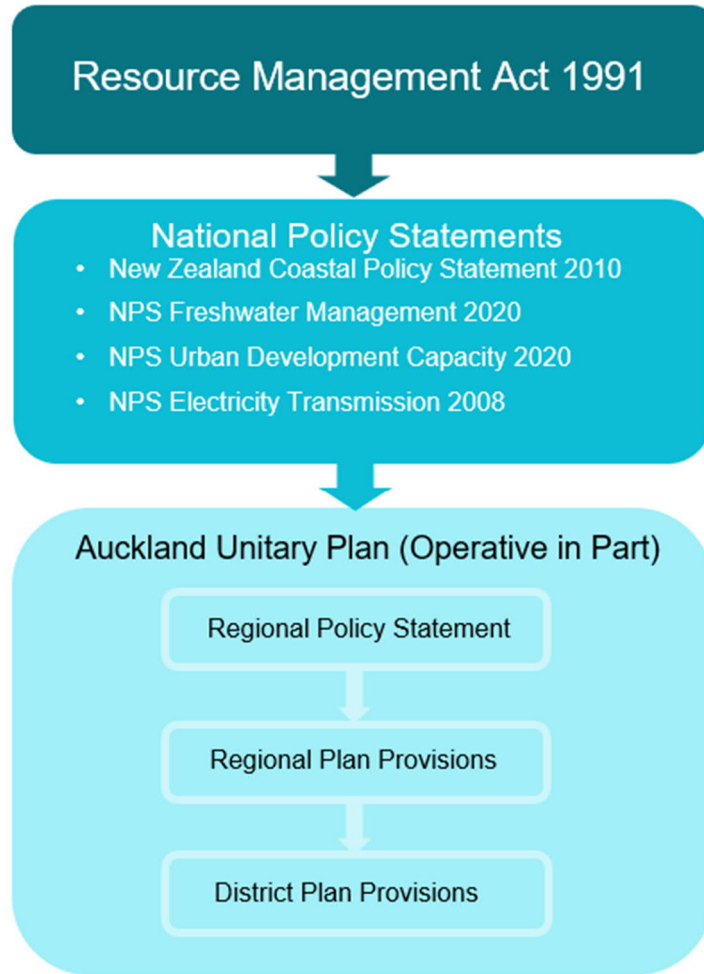 Resource Management Act 1991
National Policy Statements
• New Zealand Coastal Policy Statement 2010
• NPS Freshwater Management 2020
• NPS Urban Development Capacity 2020
• NPS Electricity Transmission 2008
Auckland Unitary Plan (Operative in Part)
Regional Policy Statement
Regional Plan Provisions
District Plan Provisions